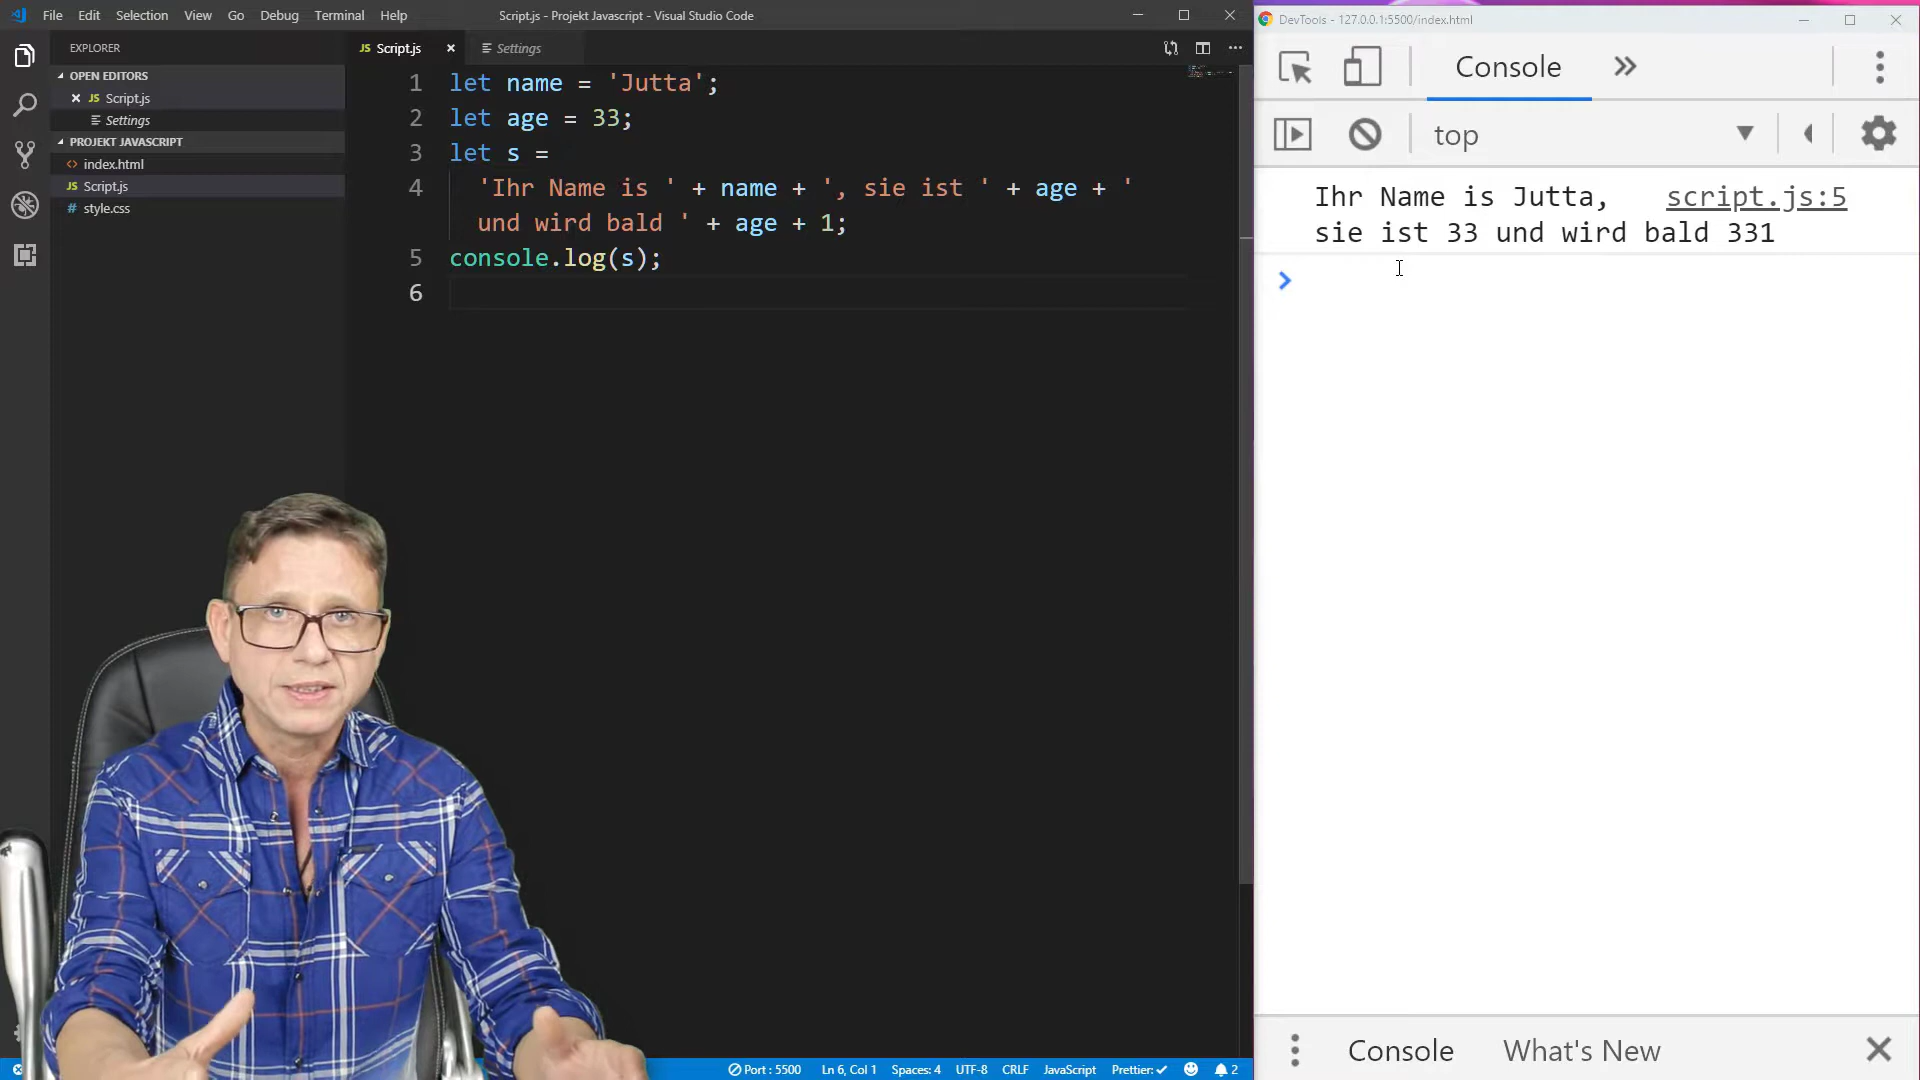 File Edit Selection View Go Debug Terminal Help
Script.js - Projekt Javascript - Visual Studio Code
EXPLORER
OPEN EDITORS
JS Script.js
Settings
PROJEKT JAVASCRIPT
<> index.html
JS Script.js
# style.css
JS Script.js
Settings
1 let name = 'Jutta';
2 let age = 33;
3 let s =
4 'Ihr Name is ' + name + ', sie ist ' + age + '
und wird bald ' + age + 1;
5 console.log(s);
6
Port : 5500 Ln 6, Col 1 Spaces: 4 UTF-8 CRLF JavaScript Prettier: ✓ 2
DevTools - 127.0.0.1:5500/index.html
Console »
top
Ihr Name is Jutta, script.js:5
sie ist 33 und wird bald 331
Console What's New